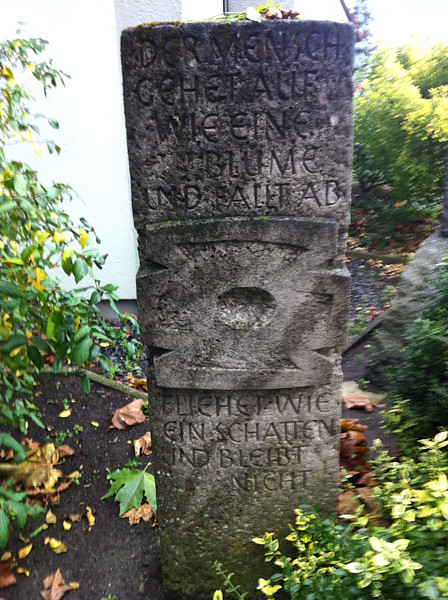 DER MENSCH
GEHET AUF
WIE EINE
BLUME
UND FÄLLT AB
FLIEHET WIE
EIN SCHATTEN
UND BLEIBT
NICHT